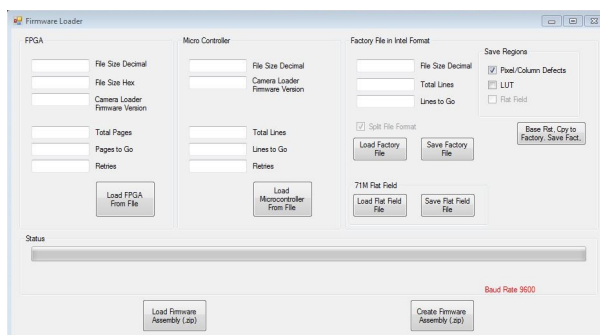 Firmware Loader
FPGA
File Size Decimal
File Size Hex
Camera Loader
Firmware Version
Total Pages
Pages to Go
Retries
Load FPGA
From File
Micro Controller
File Size Decimal
Camera Loader
Firmware Version
Total Lines
Lines to Go
Retries
Load
Microcontroller
From File
Factory File in Intel Format
File Size Decimal
Total Lines
Lines to Go
Split File Format
Load Factory
File
Save Factory
File
Save Regions
Pixel/Column Defects
LUT
Flat Field
Base Rst, Cpy to
Factory, Save Fact,
71M Flat Field
Load Flat Field
File
Save Flat Field
File
Status
Baud Rate 9600
Load Firmware
Assembly (.zip)
Create Firmware
Assembly (.zip)